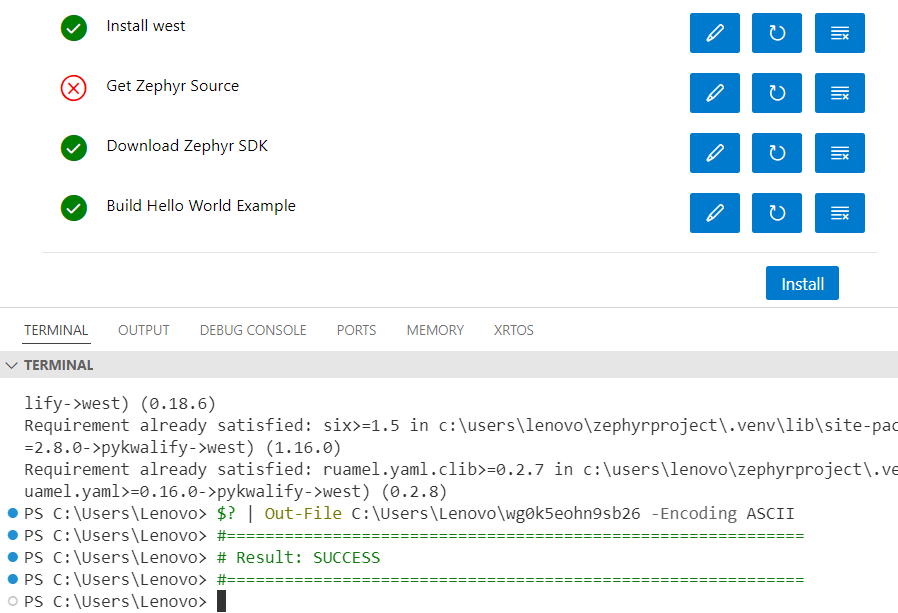 Install west
Get Zephyr Source
Download Zephyr SDK
Build Hello World Example
Install
TERMINAL OUTPUT DEBUG CONSOLE PORTS MEMORY XRTOS
TERMINAL
lify->west) (0.18.6)
Requirement already satisfied: six>=1.5 in c:\users\lenovo\zephyrproject\.venv\lib\site-pac
=2.8.0->pykwalify->west) (1.16.0)
Requirement already satisfied: ruamel.yaml.clib>=0.2.7 in c:\users\lenovo\zephyrproject\.ve
uamel.yaml>=0.16.0->pykwalify->west) (0.2.8)
PS C:\Users\Lenovo> $? | Out-File C:\Users\Lenovo\wg0k5eohn9sb26 -Encoding ASCII
PS C:\Users\Lenovo> #============================================================
PS C:\Users\Lenovo> # Result: SUCCESS
PS C:\Users\Lenovo> #============================================================
PS C:\Users\Lenovo>